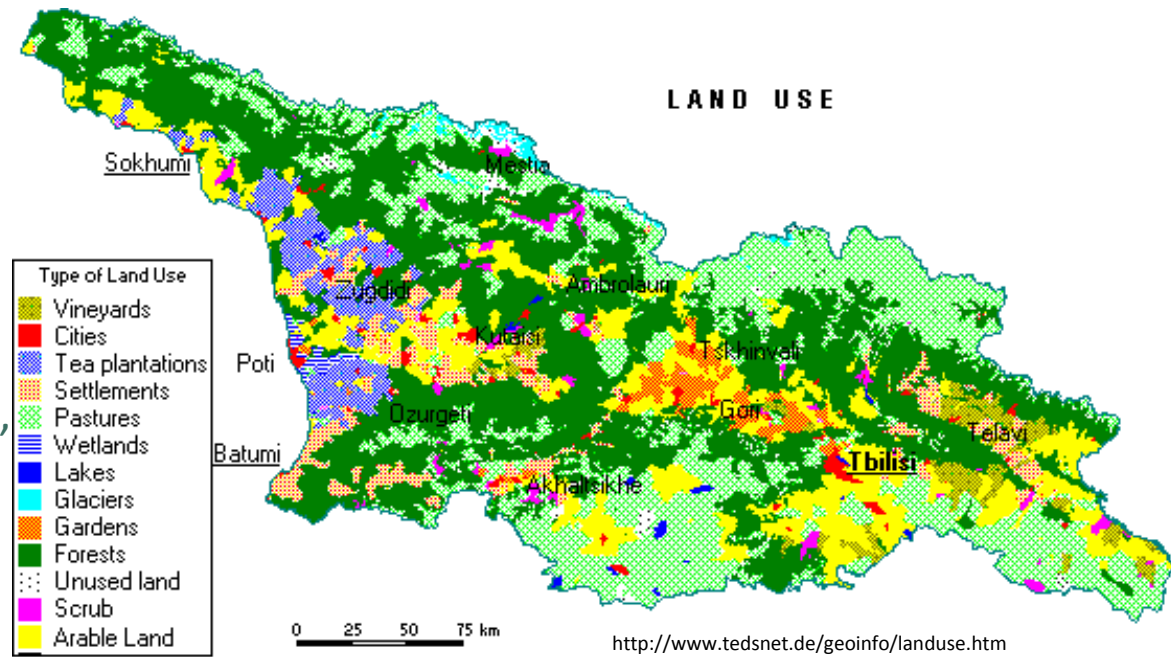 LAND USE
Mestia
Sokhumi
Type of Land Use
Vineyards
Cities
Tea plantations
Settlements
Pastures
Wetlands
Lakes
Glaciers
Gardens
Forests
Unused land
Scrub
Arable Land
,
Zugdidi
Ambrolauri
Kutaisi
Tskhinvali
Poti
Ozurgeti
Gori
Telavi
Batumi
Tbilisi
Akhaltsikhe
0 25 50 75 km
http://www.tedsnet.de/geoinfo/landuse.htm